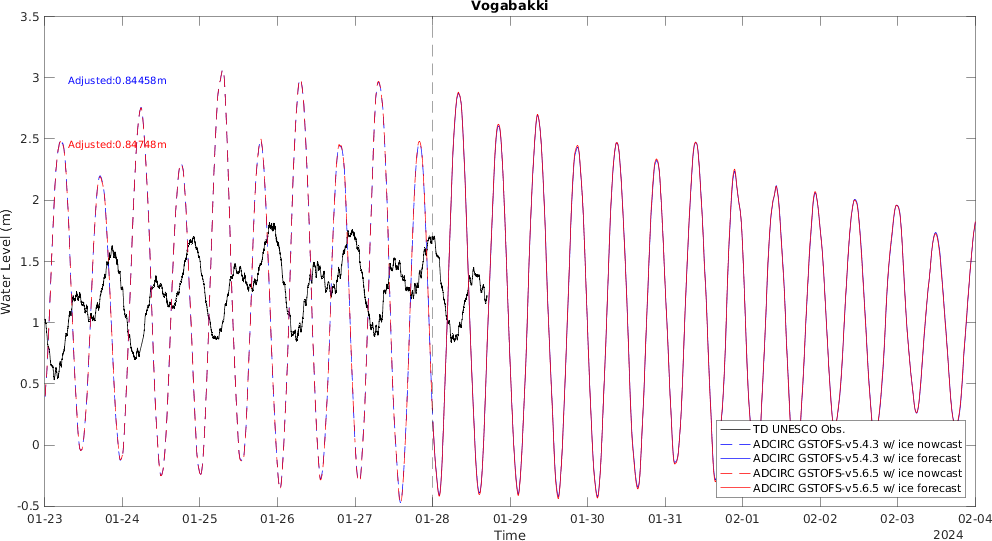 Vogabakki
Water Level (m)
3.5
3
2.5
2
1.5
1
0.5
0
-0.5
Adjusted:0.84458m
Adjusted:0.84748m
TD UNESCO Obs.
ADCIRC GSTOFS-v5.4.3 w/ ice nowcast
ADCIRC GSTOFS-v5.4.3 w/ ice forecast
ADCIRC GSTOFS-v5.6.5 w/ ice nowcast
ADCIRC GSTOFS-v5.6.5 w/ ice forecast
01-23 01-24 01-25 01-26 01-27 01-28 01-29 01-30 01-31 02-01 02-02 02-03 02-04
Time
2024